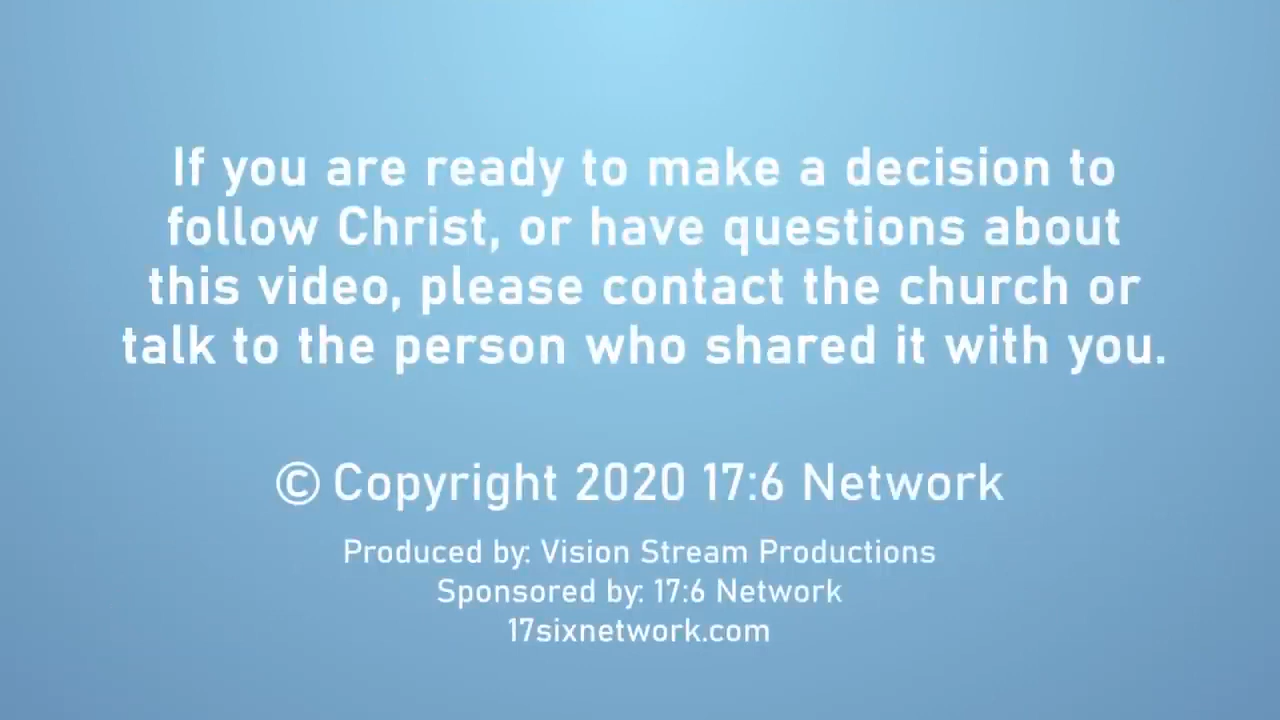 If you are ready to make a decision to
follow Christ, or have questions about
this video, please contact the church or
talk to the person who shared it with you.
© Copyright 2020 17:6 Network
Produced by: Vision Stream Productions
Sponsored by: 17:6 Network
17sixnetwork.com